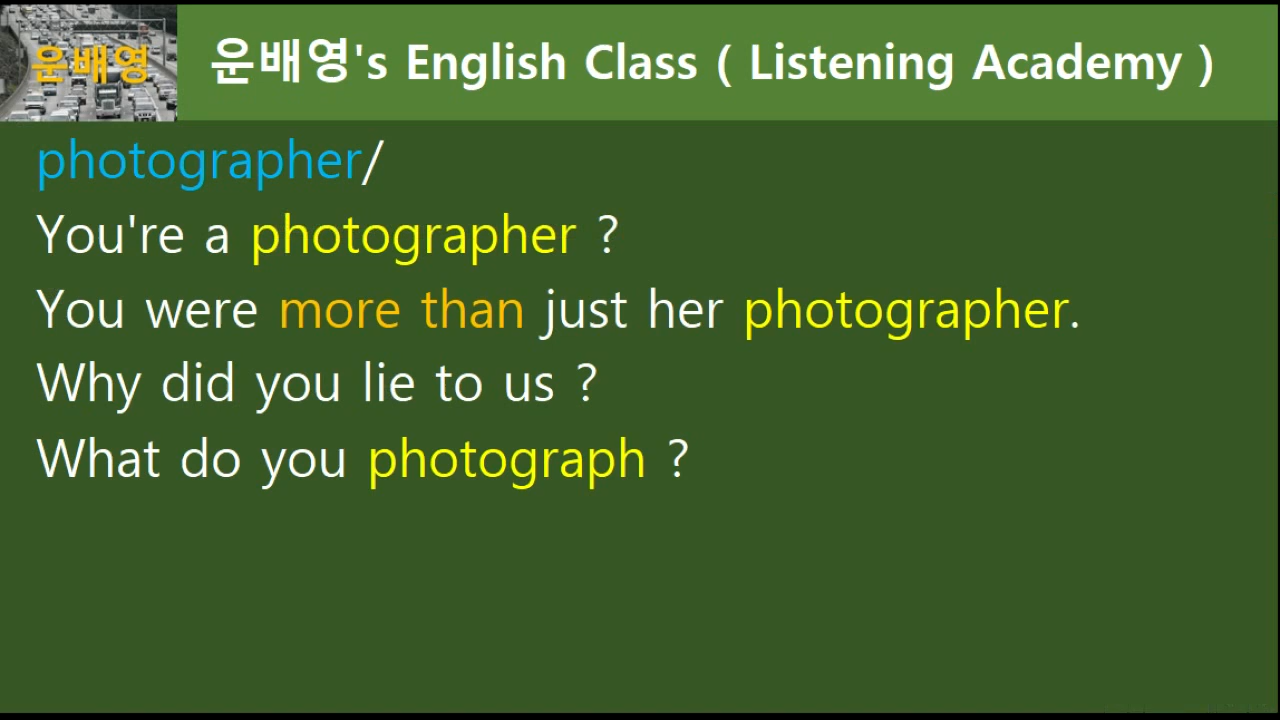 운배영
운배영's English Class ( Listening Academy )
photographer/
You're a photographer ?
You were more than just her photographer.
Why did you lie to us ?
What do you photograph ?